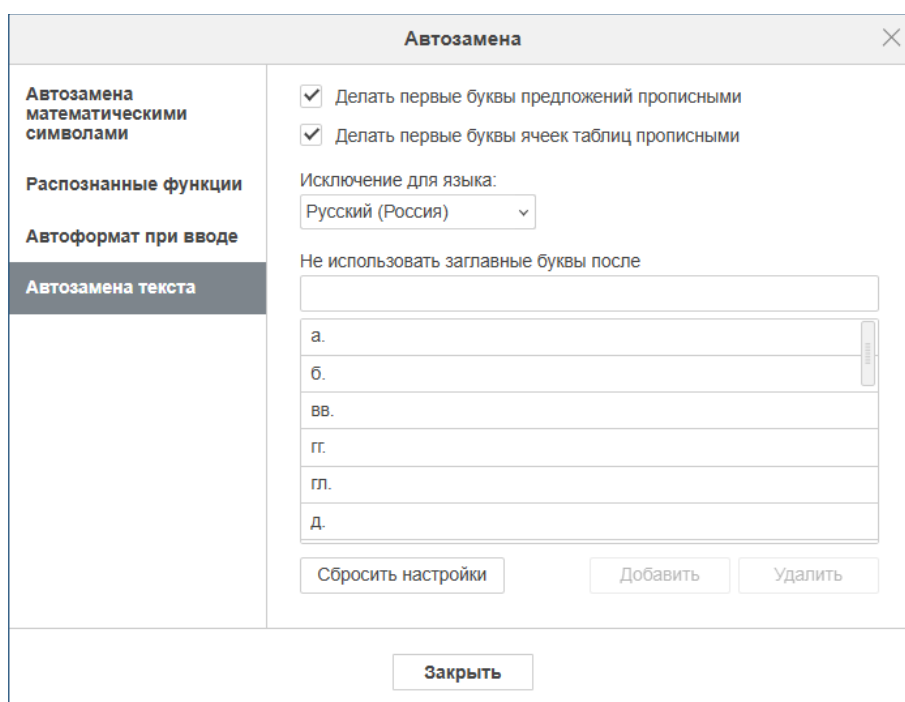 Автозамена
Автозамена
математическими
символами
Распознанные функции
Автоформат при вводе
Автозамена текста
Делать первые буквы предложений прописными
Делать первые буквы ячеек таблиц прописными
Исключение для языка:
Русский (Россия)
Не использовать заглавные буквы после
а.
б.
вв.
гг.
гл.
д.
Сбросить настройки
Добавить
Удалить
Закрыть